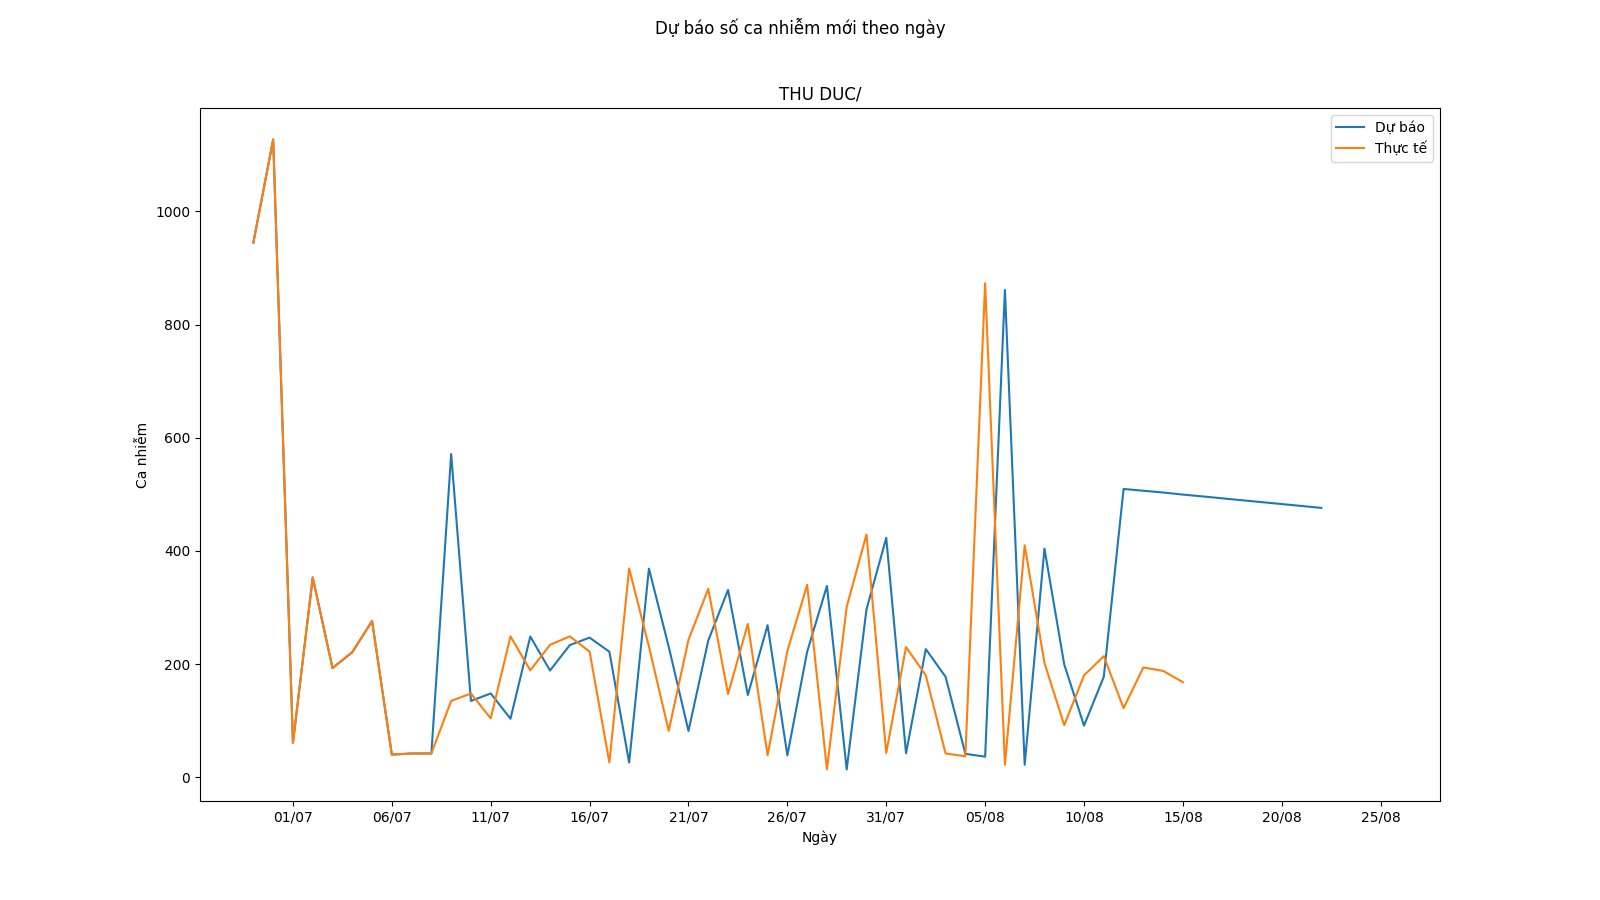 Dự báo số ca nhiễm mới theo ngày
THU DUC/
Dự báo
Thực tế
1000
800
600
400
200
0
Ca nhiễm
01/07 06/07 11/07 16/07 21/07 26/07 31/07 05/08 10/08 15/08 20/08 25/08
Ngày